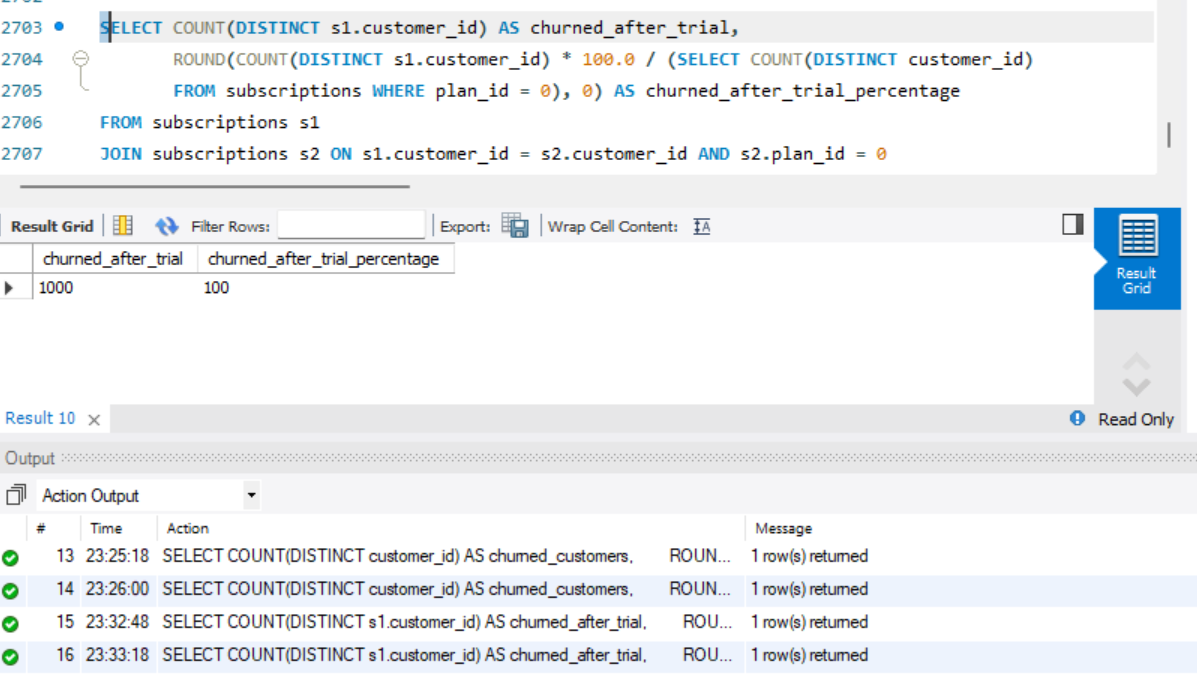 2703 SELECT COUNT(DISTINCT s1.customer_id) AS churned_after_trial,
2704 ROUND(COUNT(DISTINCT s1.customer_id) * 100.0 / (SELECT COUNT(DISTINCT customer_id)
2705 FROM subscriptions WHERE plan_id = 0), 0) AS churned_after_trial_percentage
2706 FROM subscriptions s1
2707 JOIN subscriptions s2 ON s1.customer_id = s2.customer_id AND s2.plan_id = 0
Result Grid Filter Rows: Export: Wrap Cell Content:
churned_after_trial churned_after_trial_percentage
1000 100
Result
Grid
Result 10 Read Only
Output
Action Output
# Time Action Message
13 23:25:18 SELECT COUNT(DISTINCT customer_id) AS churned_customers, ROUN... 1 row(s) returned
14 23:26:00 SELECT COUNT(DISTINCT customer_id) AS churned_customers, ROUN... 1 row(s) returned
15 23:32:48 SELECT COUNT(DISTINCT s1.customer_id) AS churned_after_trial, ROU... 1 row(s) returned
16 23:33:18 SELECT COUNT(DISTINCT s1.customer_id) AS churned_after_trial, ROU... 1 row(s) returned